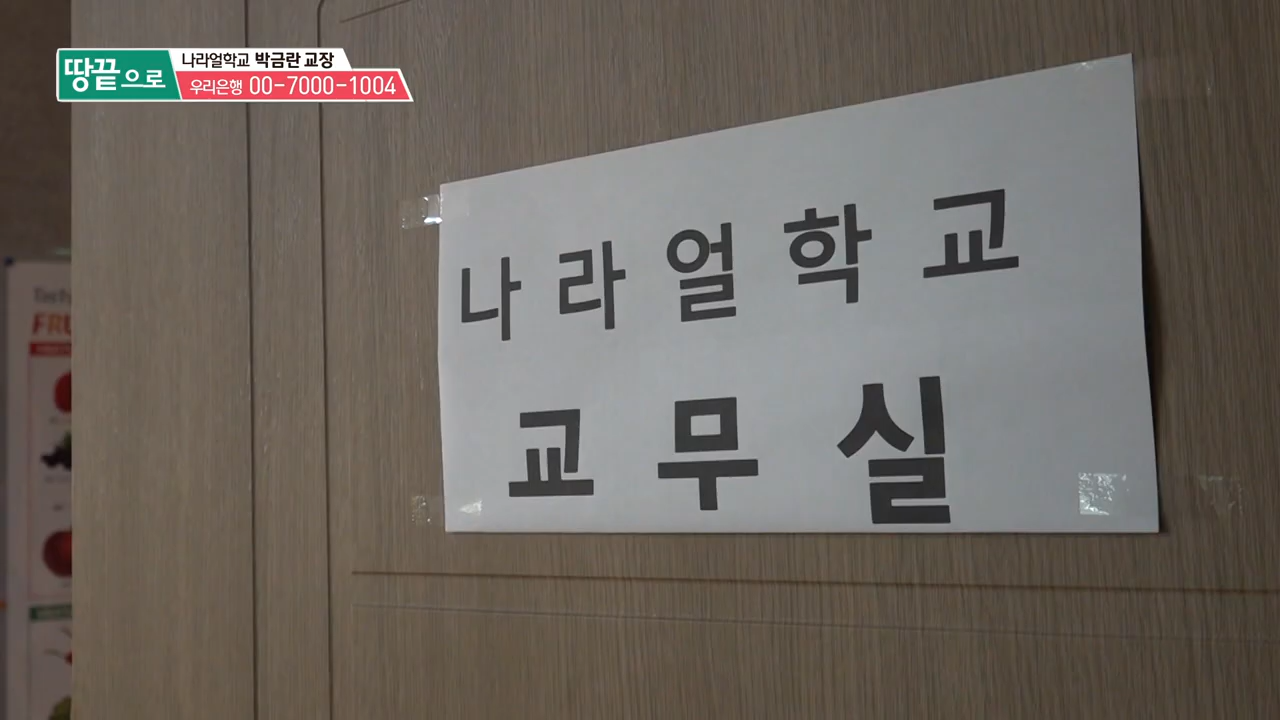 땅끝으로
나라얼학교 박금란 교장
우리은행 00-7000-1004
나라얼학교
교무실